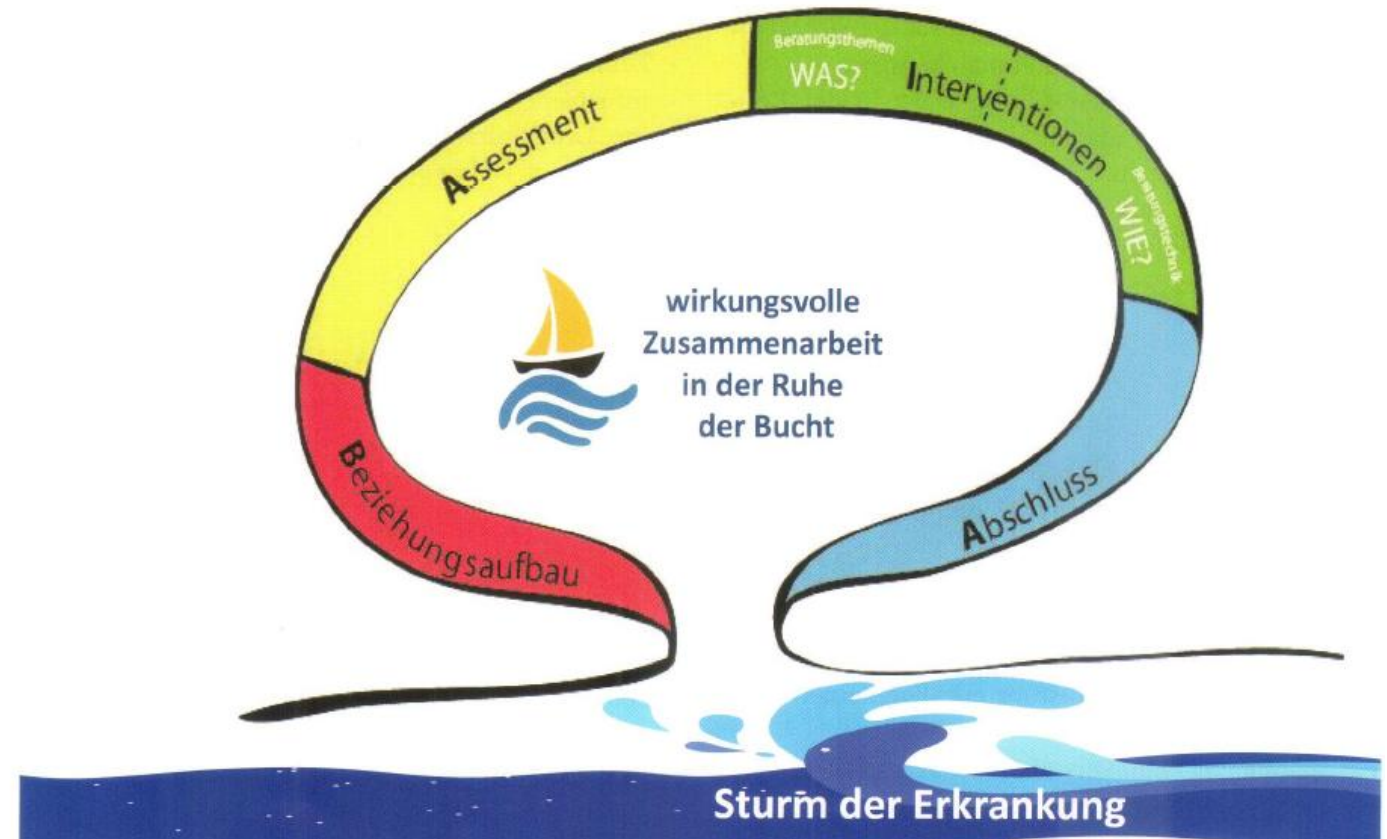 Beratungsthemen
WAS?
Interventionen
Assessment
Beratungstechnik
WIE?
wirkungsvolle
Zusammenarbeit
in der Ruhe
der Bucht
Beziehungsaufbau
Abschluss
Sturm der Erkrankung